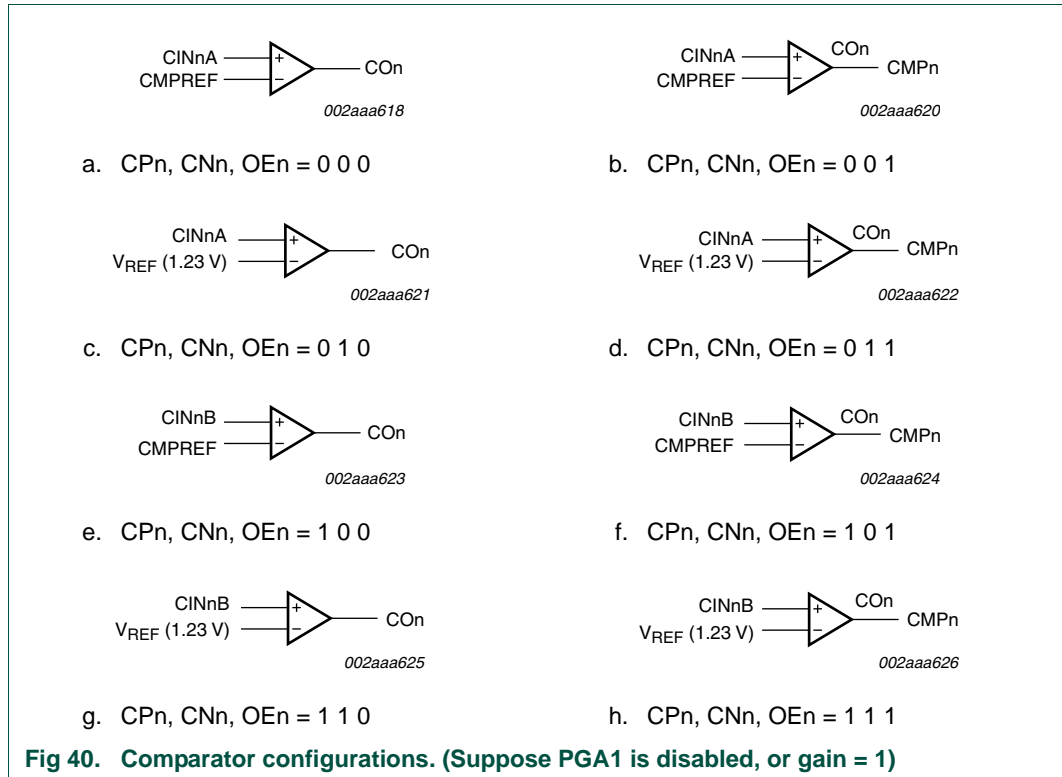 CINnA + COn
CMPREF −
002aaa618
a. CPn, CNn, OEn = 0 0 0
CINnA + COn CMPn
CMPREF −
002aaa620
b. CPn, CNn, OEn = 0 0 1
CINnA + COn
VREF (1.23 V) −
002aaa621
c. CPn, CNn, OEn = 0 1 0
CINnA + COn CMPn
VREF (1.23 V) −
002aaa622
d. CPn, CNn, OEn = 0 1 1
CINnB + COn
CMPREF −
002aaa623
e. CPn, CNn, OEn = 1 0 0
CINnB + COn CMPn
CMPREF −
002aaa624
f. CPn, CNn, OEn = 1 0 1
CINnB + COn
VREF (1.23 V) −
002aaa625
g. CPn, CNn, OEn = 1 1 0
CINnB + COn CMPn
VREF (1.23 V) −
002aaa626
h. CPn, CNn, OEn = 1 1 1
Fig 40. Comparator configurations. (Suppose PGA1 is disabled, or gain = 1)